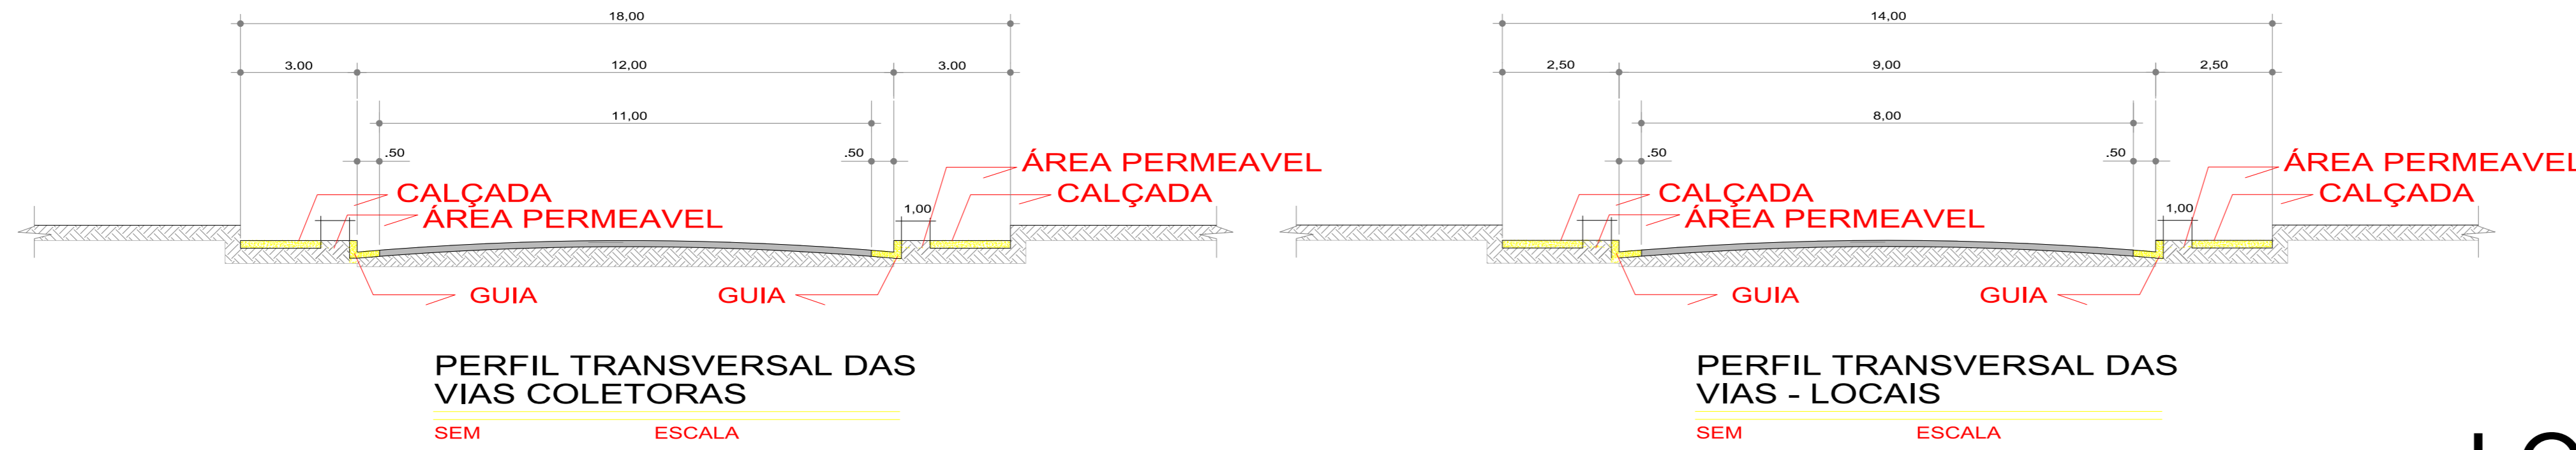 18,00
3.00
12,00
3.00
11,00
.50
.50
ÁREA PERMEAVEL
CALÇADA
CALÇADA
ÁREA PERMEAVEL
1,00
GUIA
GUIA
PERFIL TRANSVERSAL DAS
VIAS COLETORAS
SEM ESCALA
14,00
2,50
9,00
2,50
8,00
.50
.50
ÁREA PERMEAVEL
CALÇADA
CALÇADA
ÁREA PERMEAVEL
1,00
GUIA
GUIA
PERFIL TRANSVERSAL DAS
VIAS - LOCAIS
SEM ESCALA